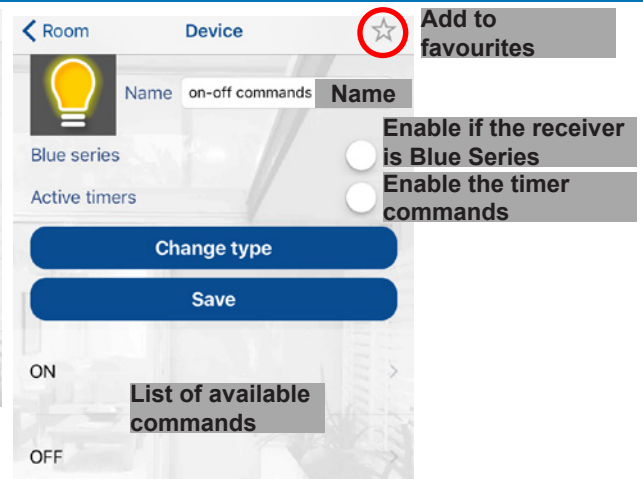 Room
Device
Add to
favourites
Name
on-off commands
Name
Blue series
Enable if the receiver
is Blue Series
Active timers
Enable the timer
commands
Change type
Save
ON
List of available
commands
OFF